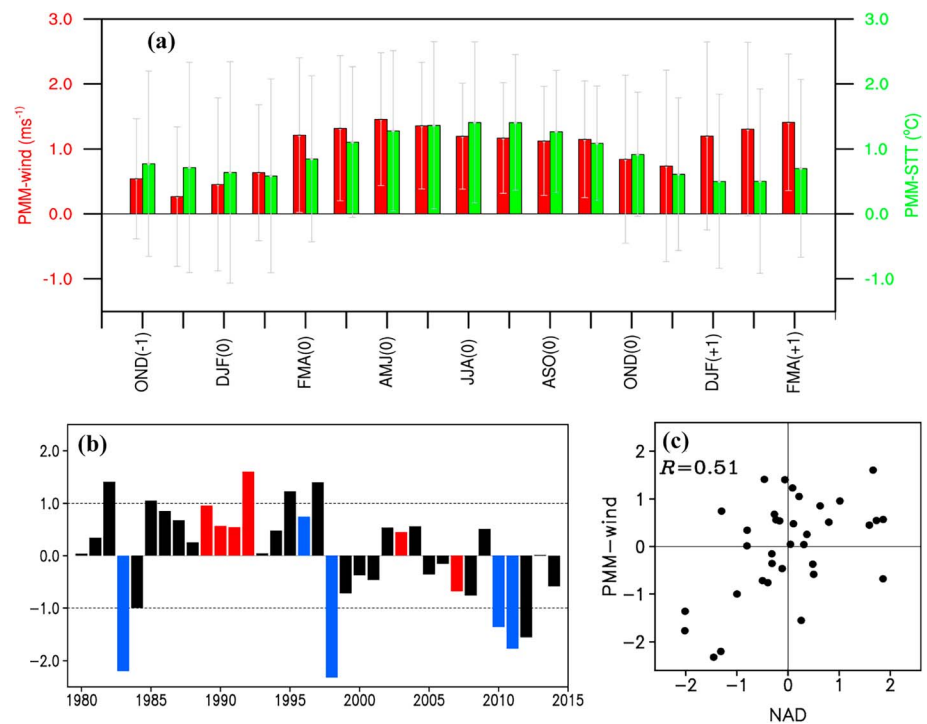 (a)
3.0
2.0
1.0
0.0
-1.0
PMM-wind (ms-1)
3.0
2.0
1.0
0.0
-1.0
PMM-STT (⁰C)
OND(-1)
DJF(0)
FMA(0)
AMJ(0)
JJA(0)
ASO(0)
OND(0)
DJF(+1)
FMA(+1)
(b)
2.0
1.0
0.0
-1.0
-2.0
1980
1985
1990
1995
2000
2005
2010
2015
(c)
R=0.51
PMM-wind
2
1
0
-1
-2
-2
-1
0
1
2
NAD